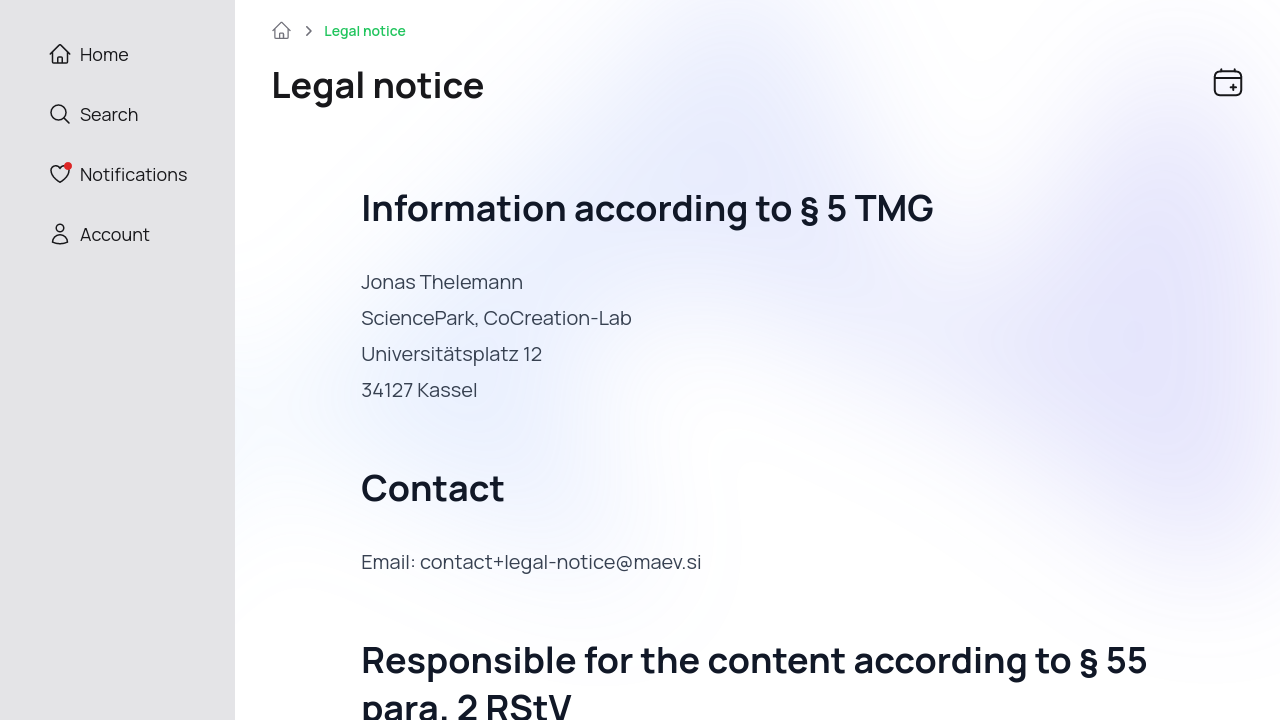 Home
Search
Notifications
Account
Legal notice
Legal notice
Information according to § 5 TMG
Jonas Thelemann
SciencePark, CoCreation-Lab
Universitätsplatz 12
34127 Kassel
Contact
Email: contact+legal-notice@maev.si
Responsible for the content according to § 55
para. 2 RStV